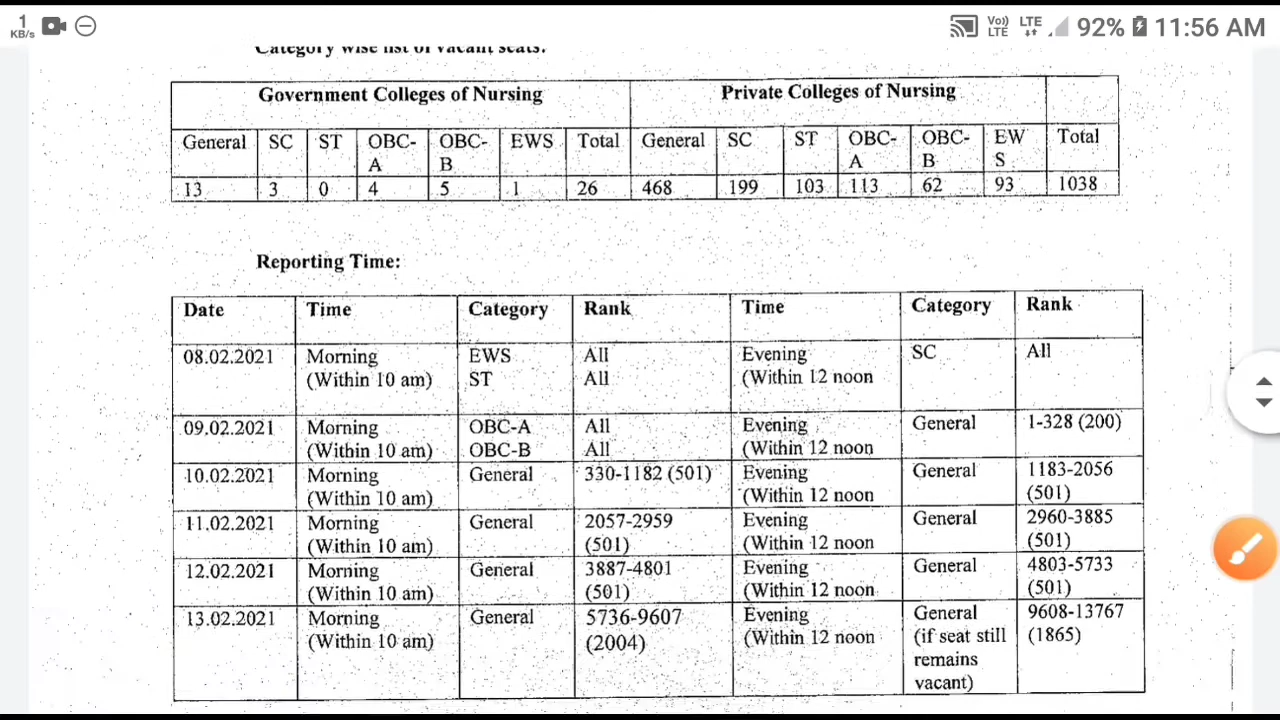 1
KB/s
Vo))
LTE
LTE
92%
11:56 AM
Category wise list of vacant seats:
Government Colleges of Nursing Private Colleges of Nursing
General SC ST OBC-A OBC-B EWS Total General SC ST OBC-A OBC-B EWS Total
13 3 0 4 5 1 26 468 199 103 113 62 93 1038
Reporting Time:
Date Time Category Rank Time Category Rank
08.02.2021 Morning EWS All Evening SC All
(Within 10 am) ST All (Within 12 noon
09.02.2021 Morning OBC-A All Evening General 1-328 (200)
(Within 10 am) OBC-B All (Within 12 noon
10.02.2021 Morning General 330-1182 (501) Evening General 1183-2056
(Within 10 am) (Within 12 noon (501)
11.02.2021 Morning General 2057-2959 Evening General 2960-3885
(Within 10 am) (501) (Within 12 noon (501)
12.02.2021 Morning General 3887-4801 Evening General 4803-5733
(Within 10 am) (501) (Within 12 noon (501)
13.02.2021 Morning General 5736-9607 Evening General 9608-13767
(Within 10 am) (2004) (Within 12 noon (if seat still (1865)
remains
vacant)